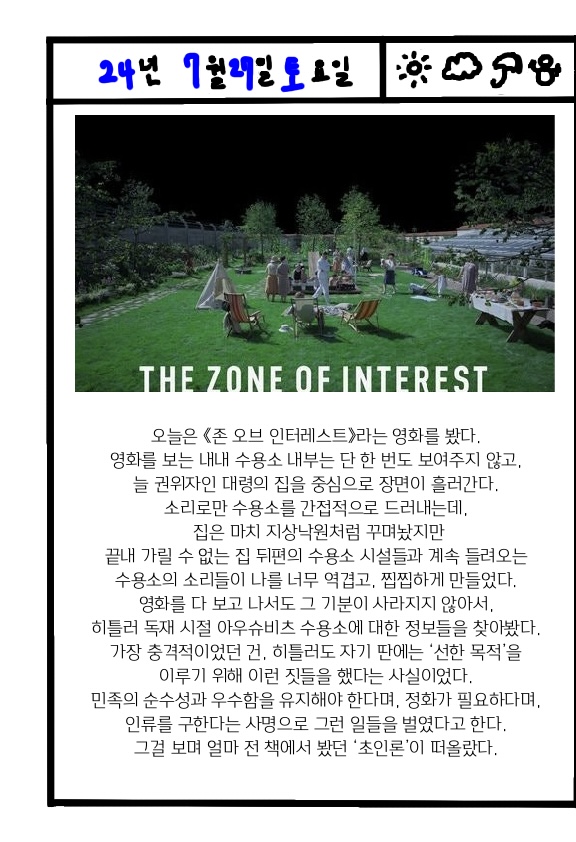 24년 7월 27일 토요일
THE ZONE OF INTEREST
오늘은 《존 오브 인터레스트》라는 영화를 봤다.
영화를 보는 내내 수용소 내부는 단 한 번도 보여주지 않고,
늘 권위자인 대령의 집을 중심으로 장면이 흘러간다.
소리로만 수용소를 간접적으로 드러내는데,
집은 마치 지상낙원처럼 꾸며놨지만
끝내 가릴 수 없는 집 뒤편의 수용소 시설들과 계속 들려오는
수용소의 소리들이 나를 너무 역겹고, 찝찝하게 만들었다.
영화를 다 보고 나서도 그 기분이 사라지지 않아서,
히틀러 독재 시절 아우슈비츠 수용소에 대한 정보들을 찾아봤다.
가장 충격적이었던 건, 히틀러도 자기 딴에는 ‘선한 목적’을
이루기 위해 이런 짓들을 했다는 사실이었다.
민족의 순수성과 우수함을 유지해야 한다며, 정화가 필요하다며,
인류를 구한다는 사명으로 그런 일들을 벌였다고 한다.
그걸 보며 얼마 전 책에서 봤던 ‘초인론’이 떠올랐다.